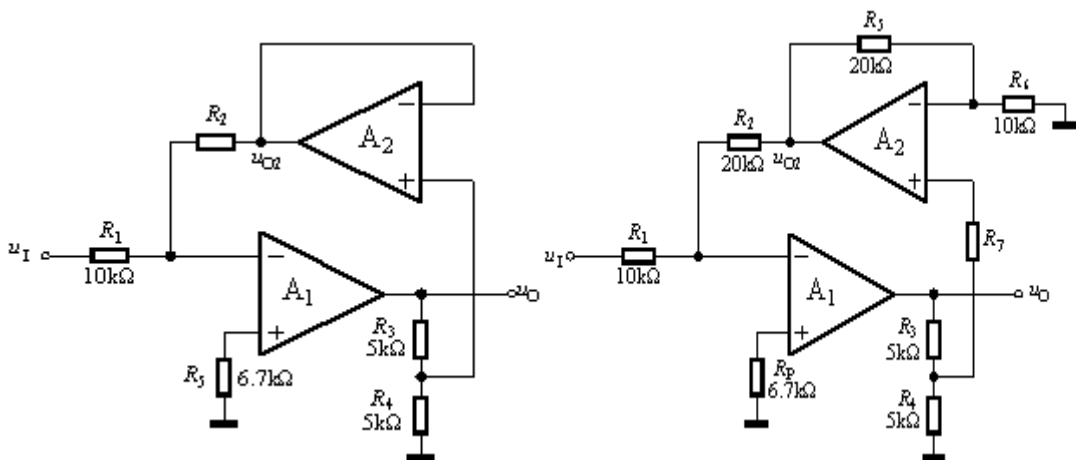 R2
uO2
A2
−
+
uI
R1
10kΩ
−
A1
+
R5
6.7kΩ
uO
R3
5kΩ
R4
5kΩ
R5
20kΩ
R6
10kΩ
R2
20kΩ
uO2
A2
−
+
R7
uI
R1
10kΩ
−
A1
+
RP
6.7kΩ
uO
R3
5kΩ
R4
5kΩ